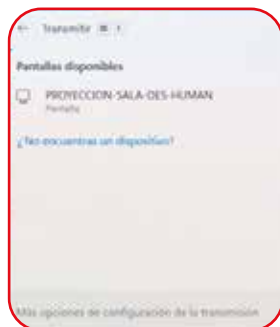 ← Transmitir
Pantallas disponibles
PROYECCION-SALA-DES-HUMAN
Pantalla
¿No encuentras un dispositivo?
Más opciones de configuración de la transmisión